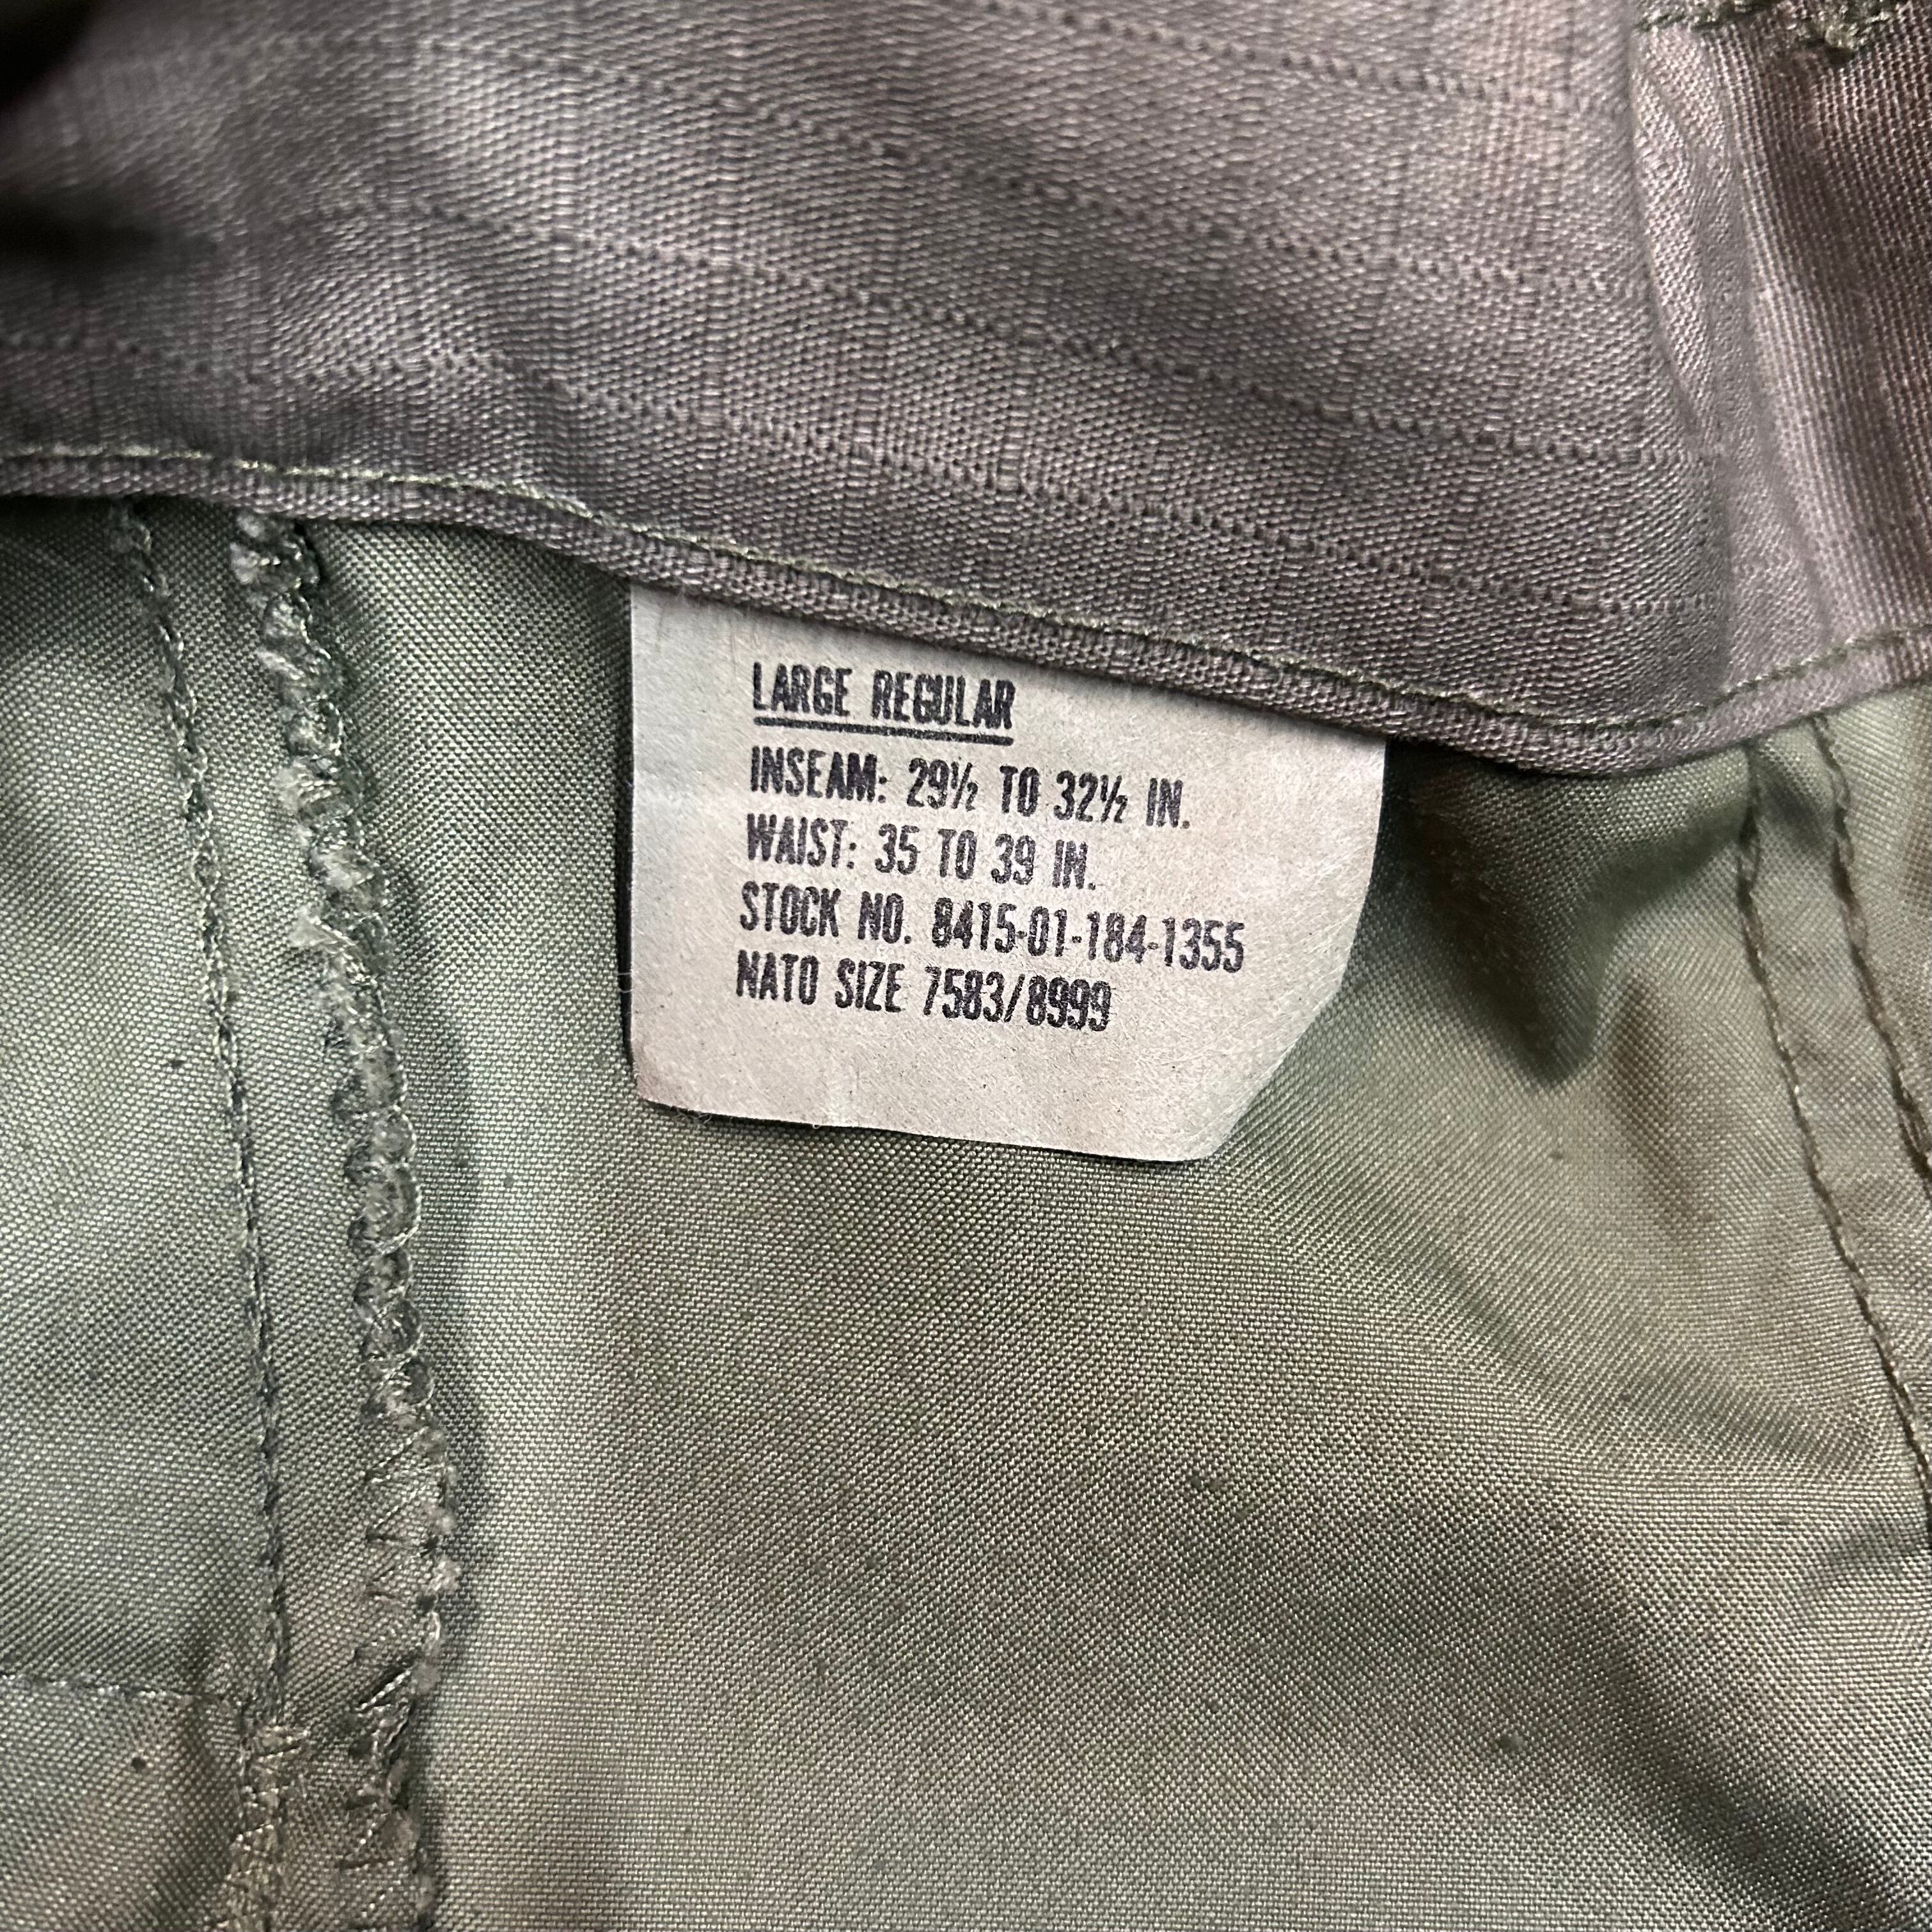 LARGE REGULAR
INSEAM: 29½ TO 32½ IN.
WAIST: 35 TO 39 IN.
STOCK NO. 8415-01-184-1355
NATO SIZE 7583/8999